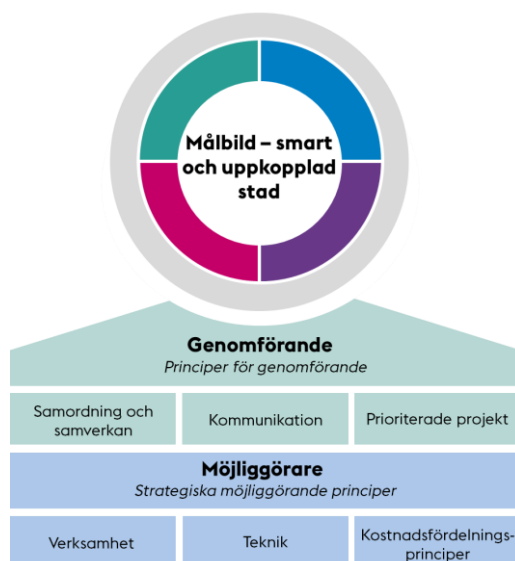 Målbild – smart
och uppkopplad
stad
Genomförande
Principer för genomförande
Samordning och
samverkan
Kommunikation
Prioriterade projekt
Möjliggörare
Strategiska möjliggörande principer
Verksamhet
Teknik
Kostnadsfördelnings-
principer